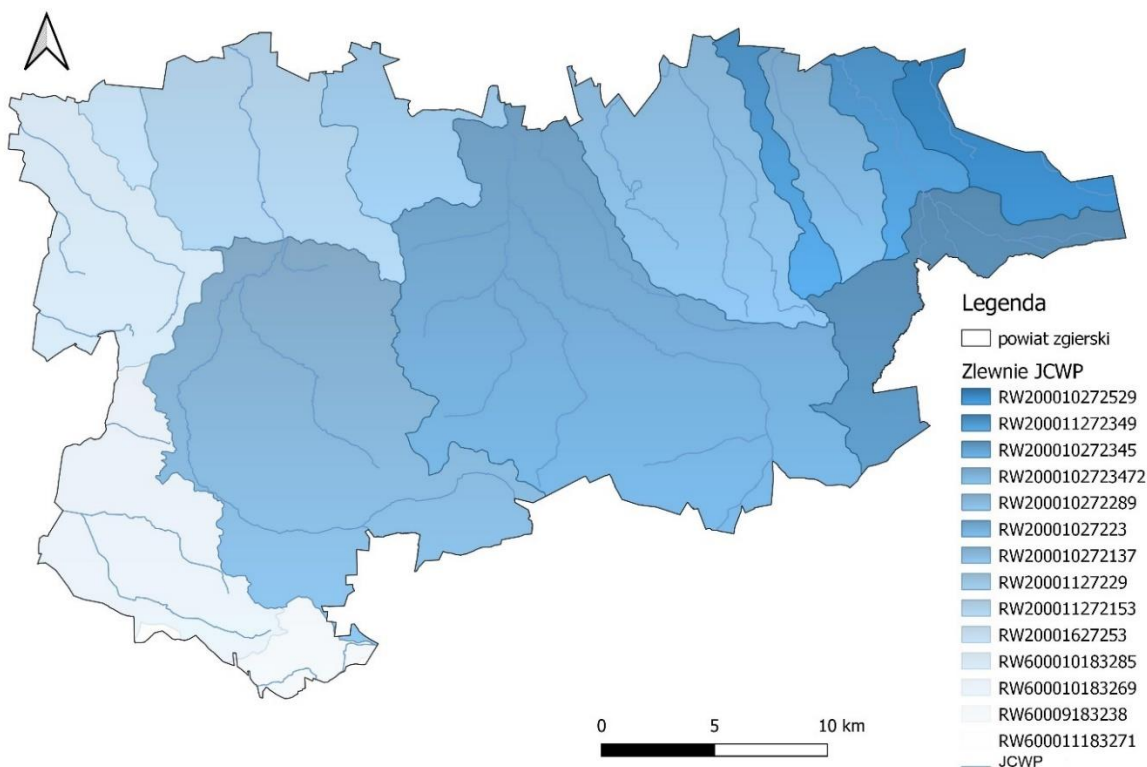 Legenda
powiat zgierski
Zlewnie JCWP
RW200010272529
RW200011272349
RW200010272345
RW2000102723472
RW200010272289
RW20001027223
RW200010272137
RW20001127229
RW200011272153
RW20001627253
RW600010183285
RW600010183269
RW60009183238
RW600011183271
JCWP
0 5 10 km